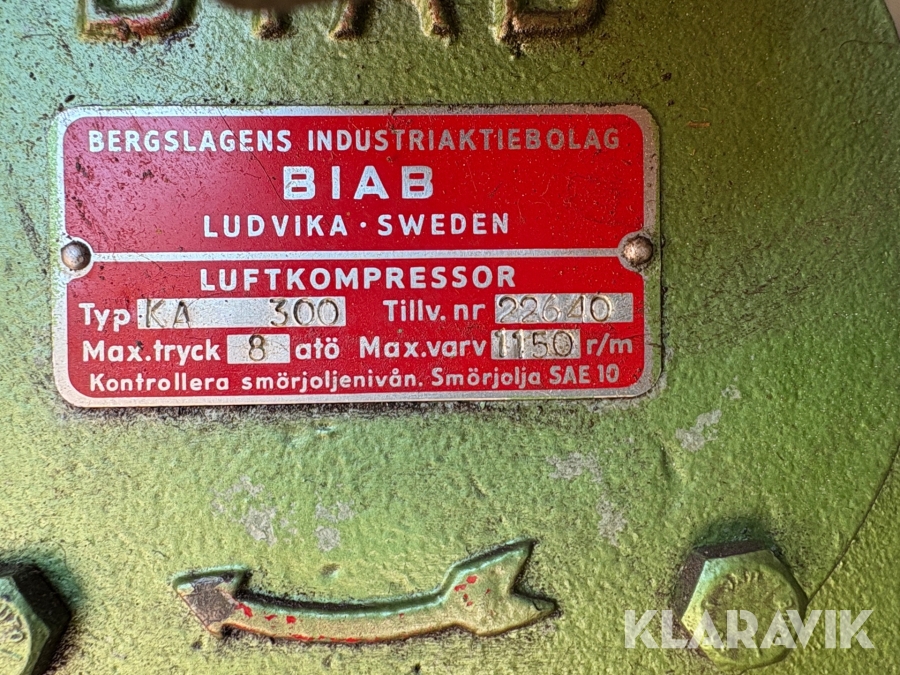 BIAB
BERGSLAGENS INDUSTRIAKTIEBOLAG
BIAB
LUDVIKA · SWEDEN
LUFTKOMPRESSOR
Typ KA 300 Tillv. nr 22640
Max.tryck 8 atö Max.varv 1150 r/m
Kontrollera smörjoljenivån. Smörjolja SAE 10
KLARAVIK